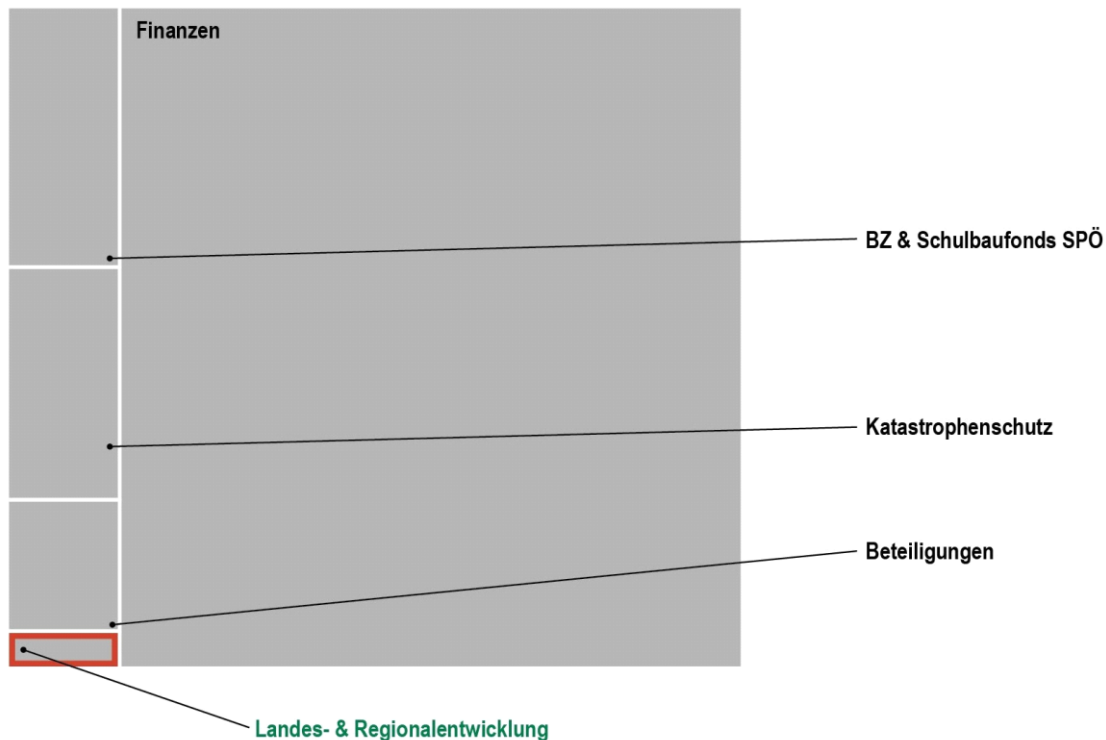 Finanzen
BZ & Schulbaufonds SPÖ
Katastrophenschutz
Beteiligungen
Landes- & Regionalentwicklung